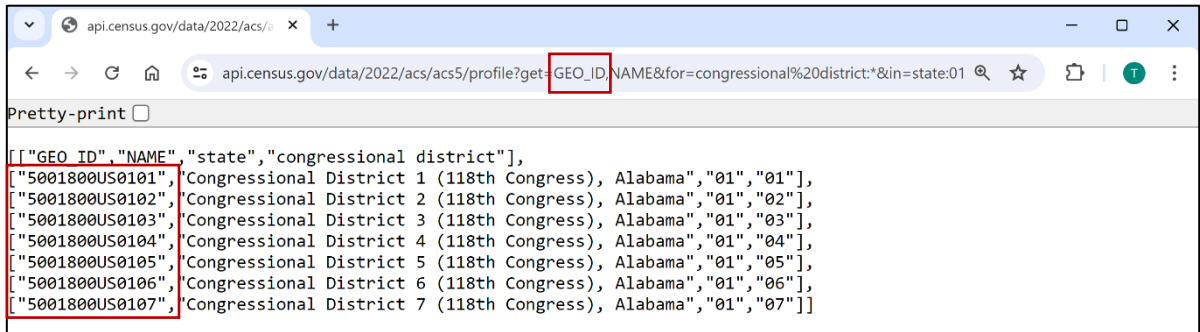 api.census.gov/data/2022/acs/a
api.census.gov/data/2022/acs/acs5/profile?get=GEO_ID,NAME&for=congressional%20district:*&in=state:01
T
Pretty-print
[["GEO_ID","NAME","state","congressional district"],
["5001800US0101","Congressional District 1 (118th Congress), Alabama","01","01"],
["5001800US0102","Congressional District 2 (118th Congress), Alabama","01","02"],
["5001800US0103","Congressional District 3 (118th Congress), Alabama","01","03"],
["5001800US0104","Congressional District 4 (118th Congress), Alabama","01","04"],
["5001800US0105","Congressional District 5 (118th Congress), Alabama","01","05"],
["5001800US0106","Congressional District 6 (118th Congress), Alabama","01","06"],
["5001800US0107","Congressional District 7 (118th Congress), Alabama","01","07"]]